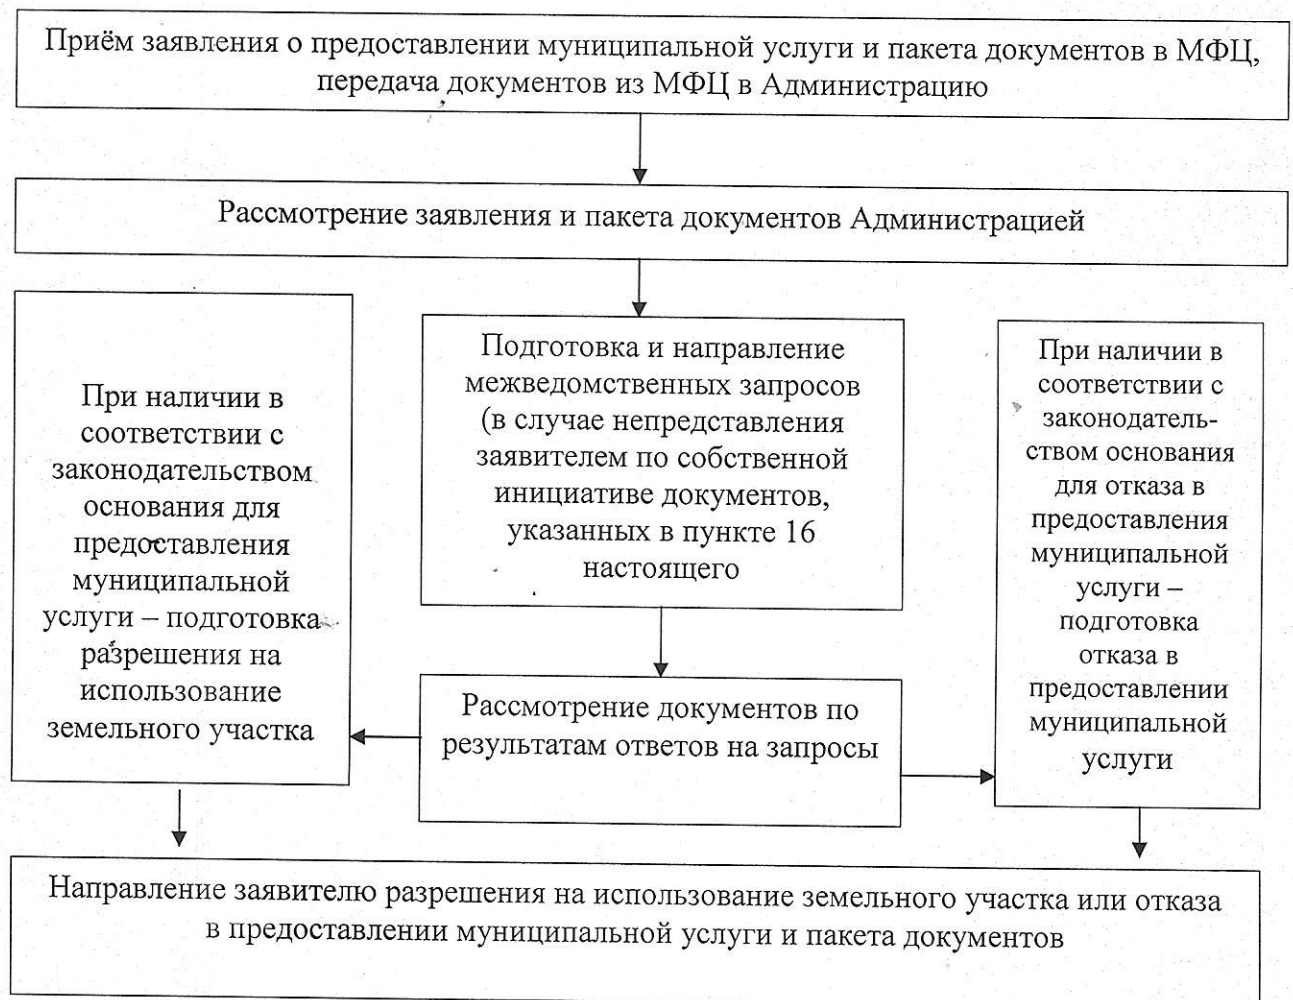 Приём заявления о предоставлении муниципальной услуги и пакета документов в МФЦ,
передача документов из МФЦ в Администрацию
Рассмотрение заявления и пакета документов Администрацией
При наличии в
соответствии с
законодательством
основания для
предоставления
муниципальной
услуги – подготовка
разрешения на
использование
земельного участка
Подготовка и направление
межведомственных запросов
(в случае непредставления
заявителем по собственной
инициативе документов,
указанных в пункте 16
настоящего
Рассмотрение документов по
результатам ответов на запросы
При наличии в
соответствии с
законодатель-
ством основания
для отказа в
предоставления
муниципальной
услуги –
подготовка
отказа в
предоставлении
муниципальной
услуги
Направление заявителю разрешения на использование земельного участка или отказа
в предоставлении муниципальной услуги и пакета документов